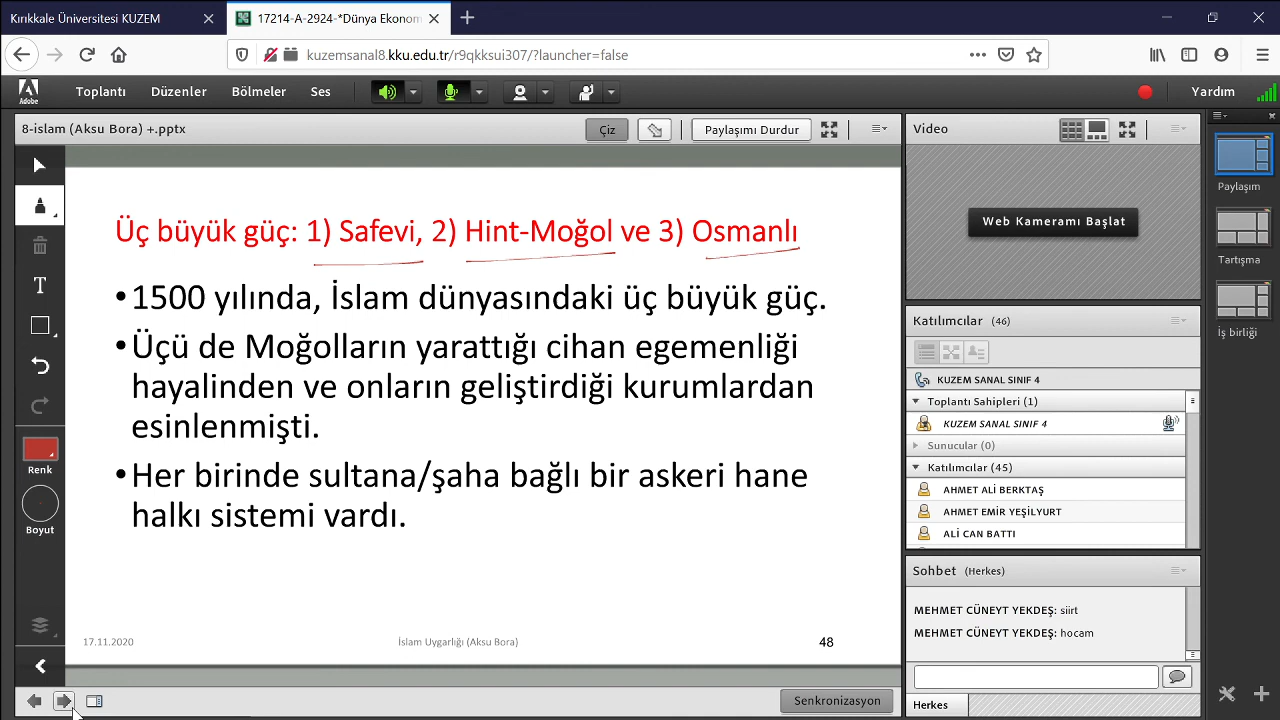 Kırıkkale Üniversitesi KUZEM
17214-A-2924-*Dünya Ekonom
kuzemsanal8.kku.edu.tr/r9qkksui307/?launcher=false
Adobe
Toplantı
Düzenler
Bölmeler
Ses
Yardım
8-islam (Aksu Bora) +.pptx
Çiz
Paylaşımı Durdur
Üç büyük güç: 1) Safevi, 2) Hint-Moğol ve 3) Osmanlı
•1500 yılında, İslam dünyasındaki üç büyük güç.
•Üçü de Moğolların yarattığı cihan egemenliği
hayalinden ve onların geliştirdiği kurumlardan
esinlenmişti.
•Her birinde sultana/şaha bağlı bir askeri hane
halkı sistemi vardı.
17.11.2020
İslam Uygarlığı (Aksu Bora)
48
T
Renk
Boyut
Senkronizasyon
Video
Web Kameramı Başlat
Katılımcılar (46)
KUZEM SANAL SINIF 4
Toplantı Sahipleri (1)
KUZEM SANAL SINIF 4
Sunucular (0)
Katılımcılar (45)
AHMET ALİ BERKTAŞ
AHMET EMİR YEŞİLYURT
ALİ CAN BATTI
Sohbet (Herkes)
MEHMET CÜNEYT YEKDEŞ: siirt
MEHMET CÜNEYT YEKDEŞ: hocam
Herkes
Paylaşım
Tartışma
İş birliği